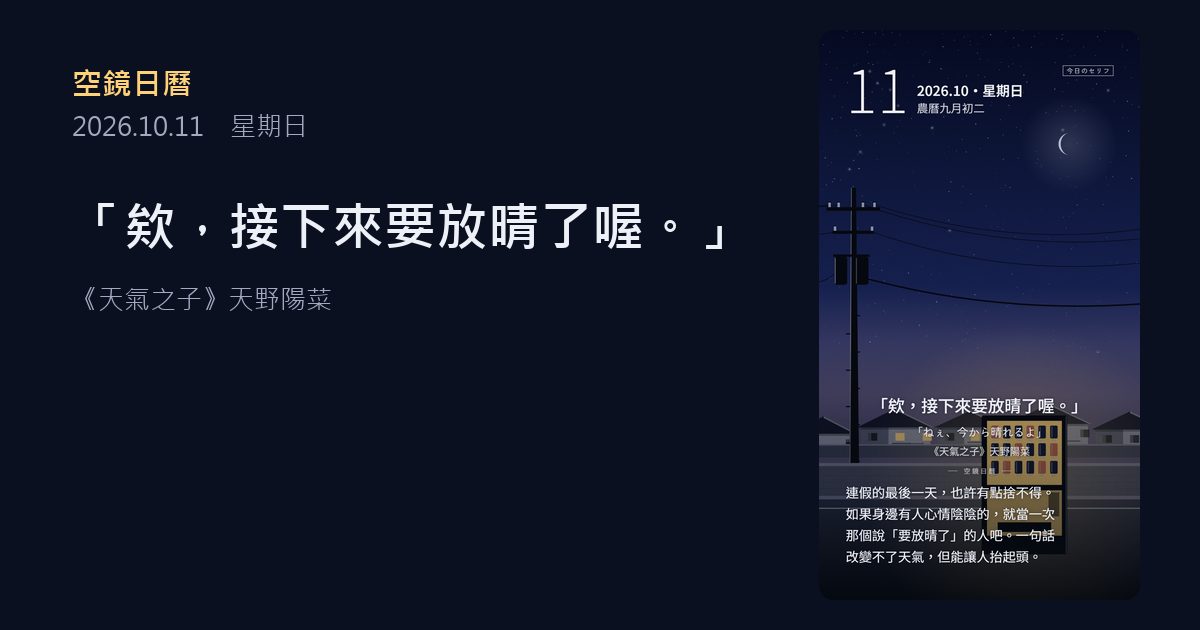 空鏡日曆
2026.10.11 星期日
「欸，接下來要放晴了喔。」
《天氣之子》天野陽菜
今日のセリフ
11
2026.10・星期日
農曆九月初二
「欸，接下來要放晴了喔。」
「ねぇ、今から晴れるよ」
《天氣之子》天野陽菜
— 空鏡日曆 —
連假的最後一天，也許有點捨不得。
如果身邊有人心情陰陰的，就當一次
那個說「要放晴了」的人吧。一句話
改變不了天氣，但能讓人抬起頭。